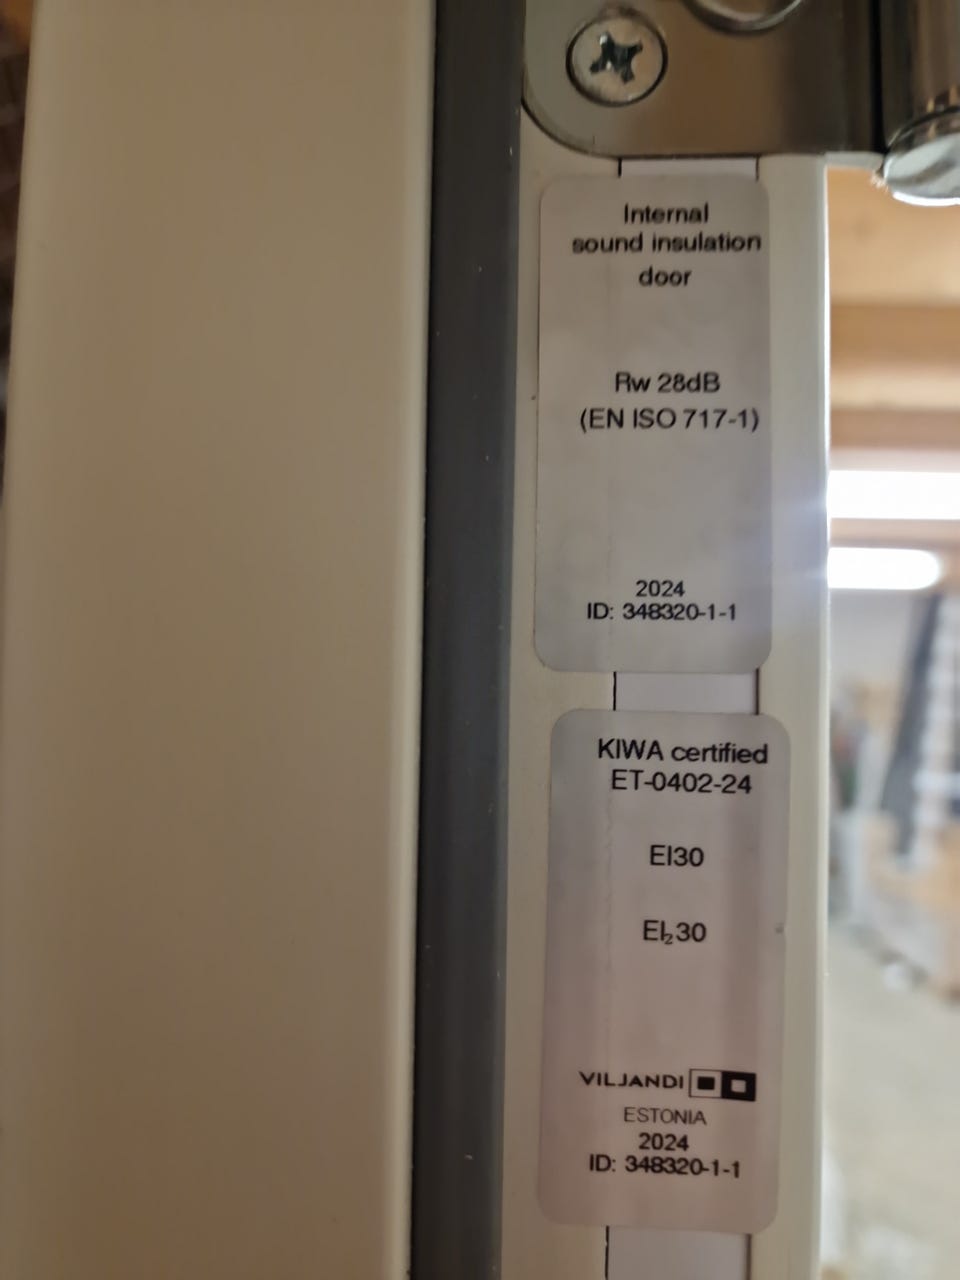 Internal
sound insulation
door
Rw 28dB
(EN ISO 717-1)
2024
ID: 348320-1-1
KIWA certified
ET-0402-24
EI30
EI₂30
VILJANDI
ESTONIA
2024
ID: 348320-1-1